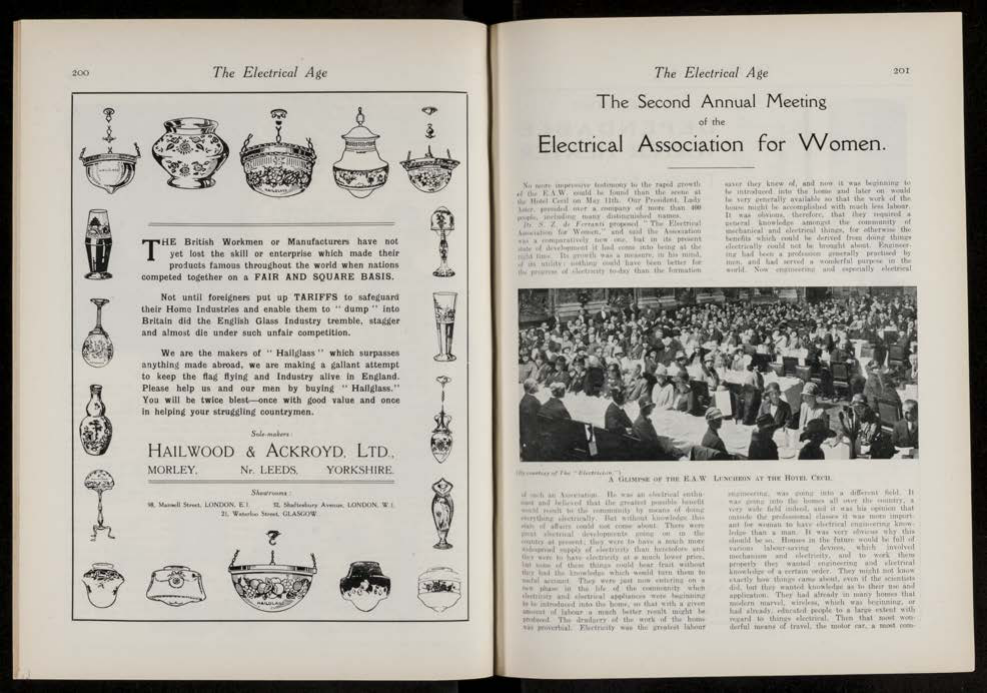 200
The Electrical Age
THE British Workmen or Manufacturers have not
yet lost the skill or enterprise which made their
products famous throughout the world when nations
competed together on a FAIR AND SQUARE BASIS.
Not until foreigners put up TARIFFS to safeguard
their Home Industries and enable them to "dump" into
Britain did the English Glass Industry tremble, stagger
and almost die under such unfair competition.
We are the makers of "Hailglass" which surpasses
anything made abroad, we are making a gallant attempt
to keep the flag flying and Industry alive in England.
Please help us and our men by buying "Hailglass."
You will be twice blest—once with good value and once
in helping your struggling countrymen.
Sole makers:
HAILWOOD & ACKROYD, LTD.,
MORLEY, Nr. LEEDS, YORKSHIRE.
Showrooms:
Mansell Street, LONDON, E.1. Shaftesbury Avenue, LONDON, W.1.
21, Waterloo Street, GLASGOW.
HAILGLASS
The Electrical Age
201
The Second Annual Meeting
of the
Electrical Association for Women.
No more impressive testimony to the rapid growth
of the E.A.W. could be found than the scene at
the Hotel Cecil on May 11th. Our President, Lady
presided over a company of more than 400
people, including many distinguished names.
Dr. S. Z. de Ferranti proposed "The Electrical
Association for Women," and said the Association
was a comparatively new one, but in its present
state of development it had come into being at the
right time. Its growth was a measure, in his mind,
of its utility: nothing could have been better for
the progress of electricity to-day than the formation
of such an Association. He was an electrical enthu-
siast and believed that the greatest possible benefit
would result to the community by means of doing
everything electrically. But without knowledge this
state of affairs could not come about. There were
great electrical developments going on in the
country at present; they were to have a much more
widespread supply of electricity than heretofore and
they were to have electricity at a much lower price,
but none of these things could bear fruit without
they had the knowledge which would turn them to
useful account. They were just now entering on a
new phase in the life of the community when
electricity and electrical appliances were beginning
to be introduced into the home, so that with a given
amount of labour a much better result might be
produced. The drudgery of the work of the home
was proverbial. Electricity was the greatest labour
saver they knew of, and now it was beginning to
be introduced into the home and later on would
be very generally available so that the work of the
house might be accomplished with much less labour.
It was obvious, therefore, that they required a
general knowledge amongst the community of
mechanical and electrical things, for otherwise the
benefits which could be derived from doing things
electrically could not be brought about. Engineer-
ing had been a profession generally practised by
men, and had served a wonderful purpose in the
world. Now engineering and especially electrical
engineering, was going into a different field. It
was going into the homes all over the country, a
very wide field indeed, and it was his opinion that
outside the professional classes it was more import-
ant for women to have electrical engineering know-
ledge than a man. It was very obvious why this
should be so. Homes in the future would be full of
various labour-saving devices, which involved
mechanism and electricity, and to work them
properly they wanted engineering and electrical
knowledge of a certain order. They might not know
exactly how things came about, even if the scientists
did, but they wanted knowledge as to their use and
application. They had already in many homes that
modern marvel, wireless, which was beginning, or
had already, educated people to a large extent with
regard to things electrical. Then that most won-
derful means of travel, the motor car, a most com-
(By courtesy of The "Electrician.")
A GLIMPSE OF THE E.A.W LUNCHEON AT THE HOTEL CECIL